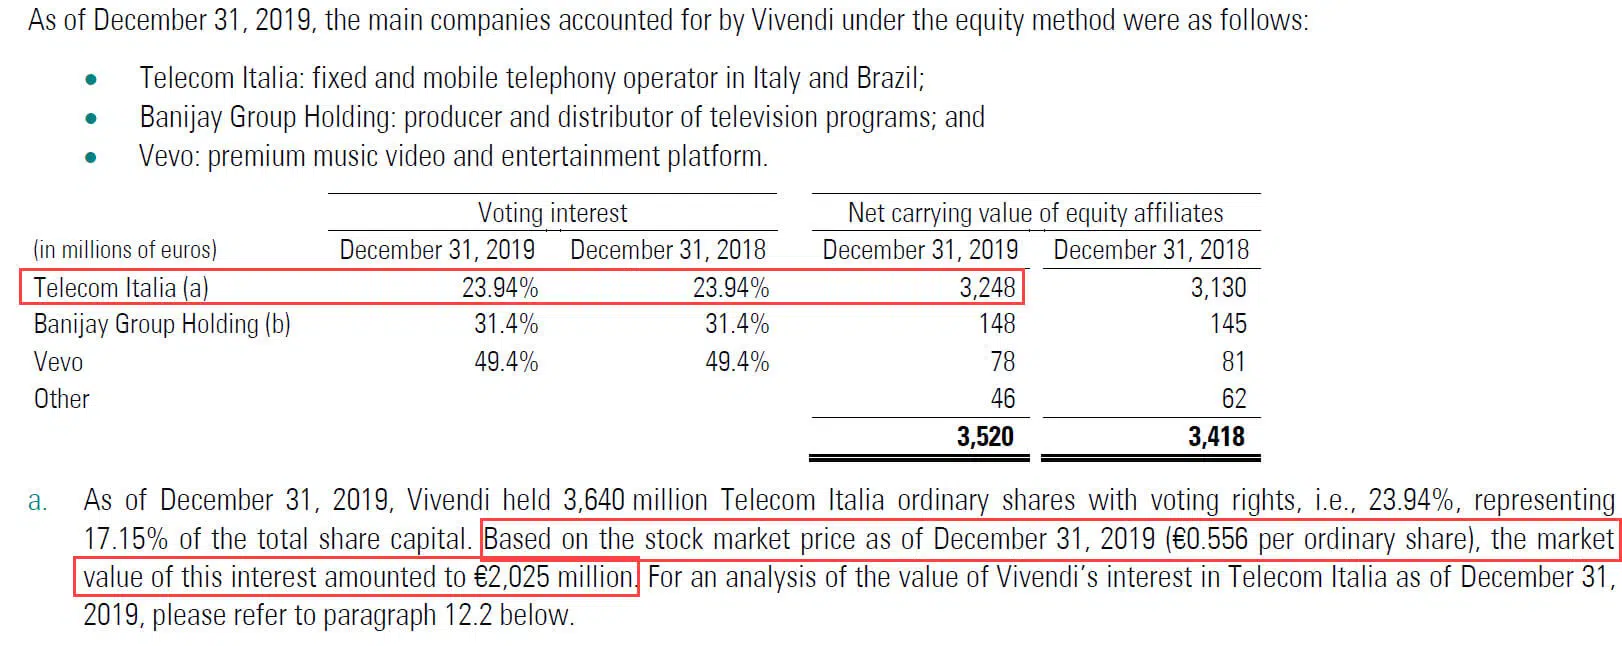 As of December 31, 2019, the main companies accounted for by Vivendi under the equity method were as follows:
• Telecom Italia: fixed and mobile telephony operator in Italy and Brazil;
• Banijay Group Holding: producer and distributor of television programs; and
• Vevo: premium music video and entertainment platform.
Voting interest Net carrying value of equity affiliates
(in millions of euros) December 31, 2019 December 31, 2018 December 31, 2019 December 31, 2018
Telecom Italia (a) 23.94% 23.94% 3,248 3,130
Banijay Group Holding (b) 31.4% 31.4% 148 145
Vevo 49.4% 49.4% 78 81
Other 46 62
3,520 3,418
a. As of December 31, 2019, Vivendi held 3,640 million Telecom Italia ordinary shares with voting rights, i.e., 23.94%, representing
17.15% of the total share capital. Based on the stock market price as of December 31, 2019 (€0.556 per ordinary share), the market
value of this interest amounted to €2,025 million. For an analysis of the value of Vivendi's interest in Telecom Italia as of December 31,
2019, please refer to paragraph 12.2 below.